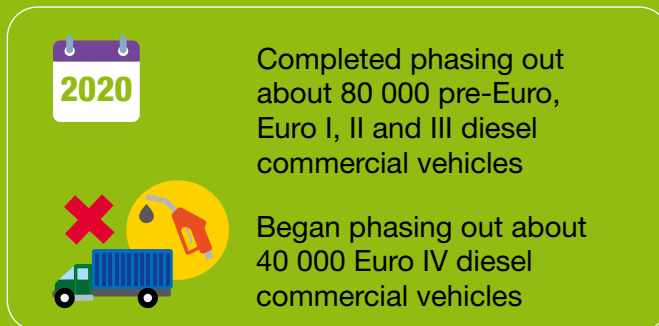 2020
Completed phasing out
about 80 000 pre-Euro,
Euro I, II and III diesel
commercial vehicles
Began phasing out about
40 000 Euro IV diesel
commercial vehicles